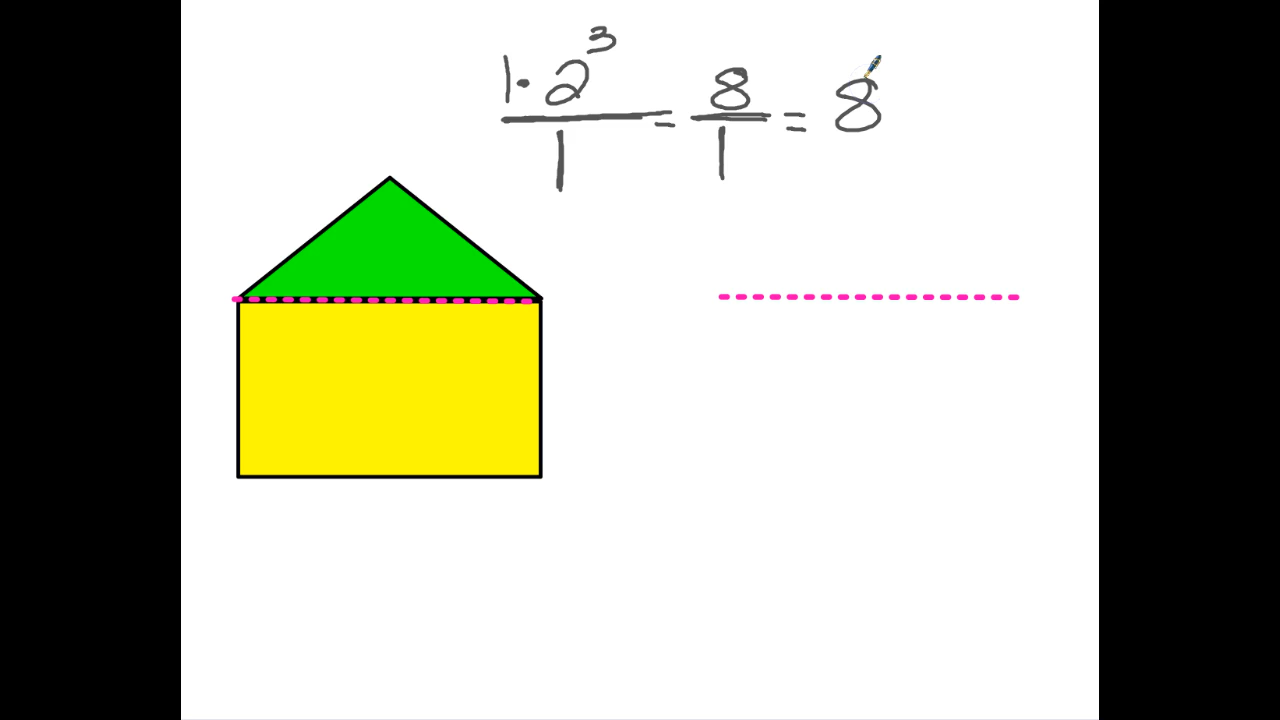 1 · 2³ / 1 = 8 / 1 = 8